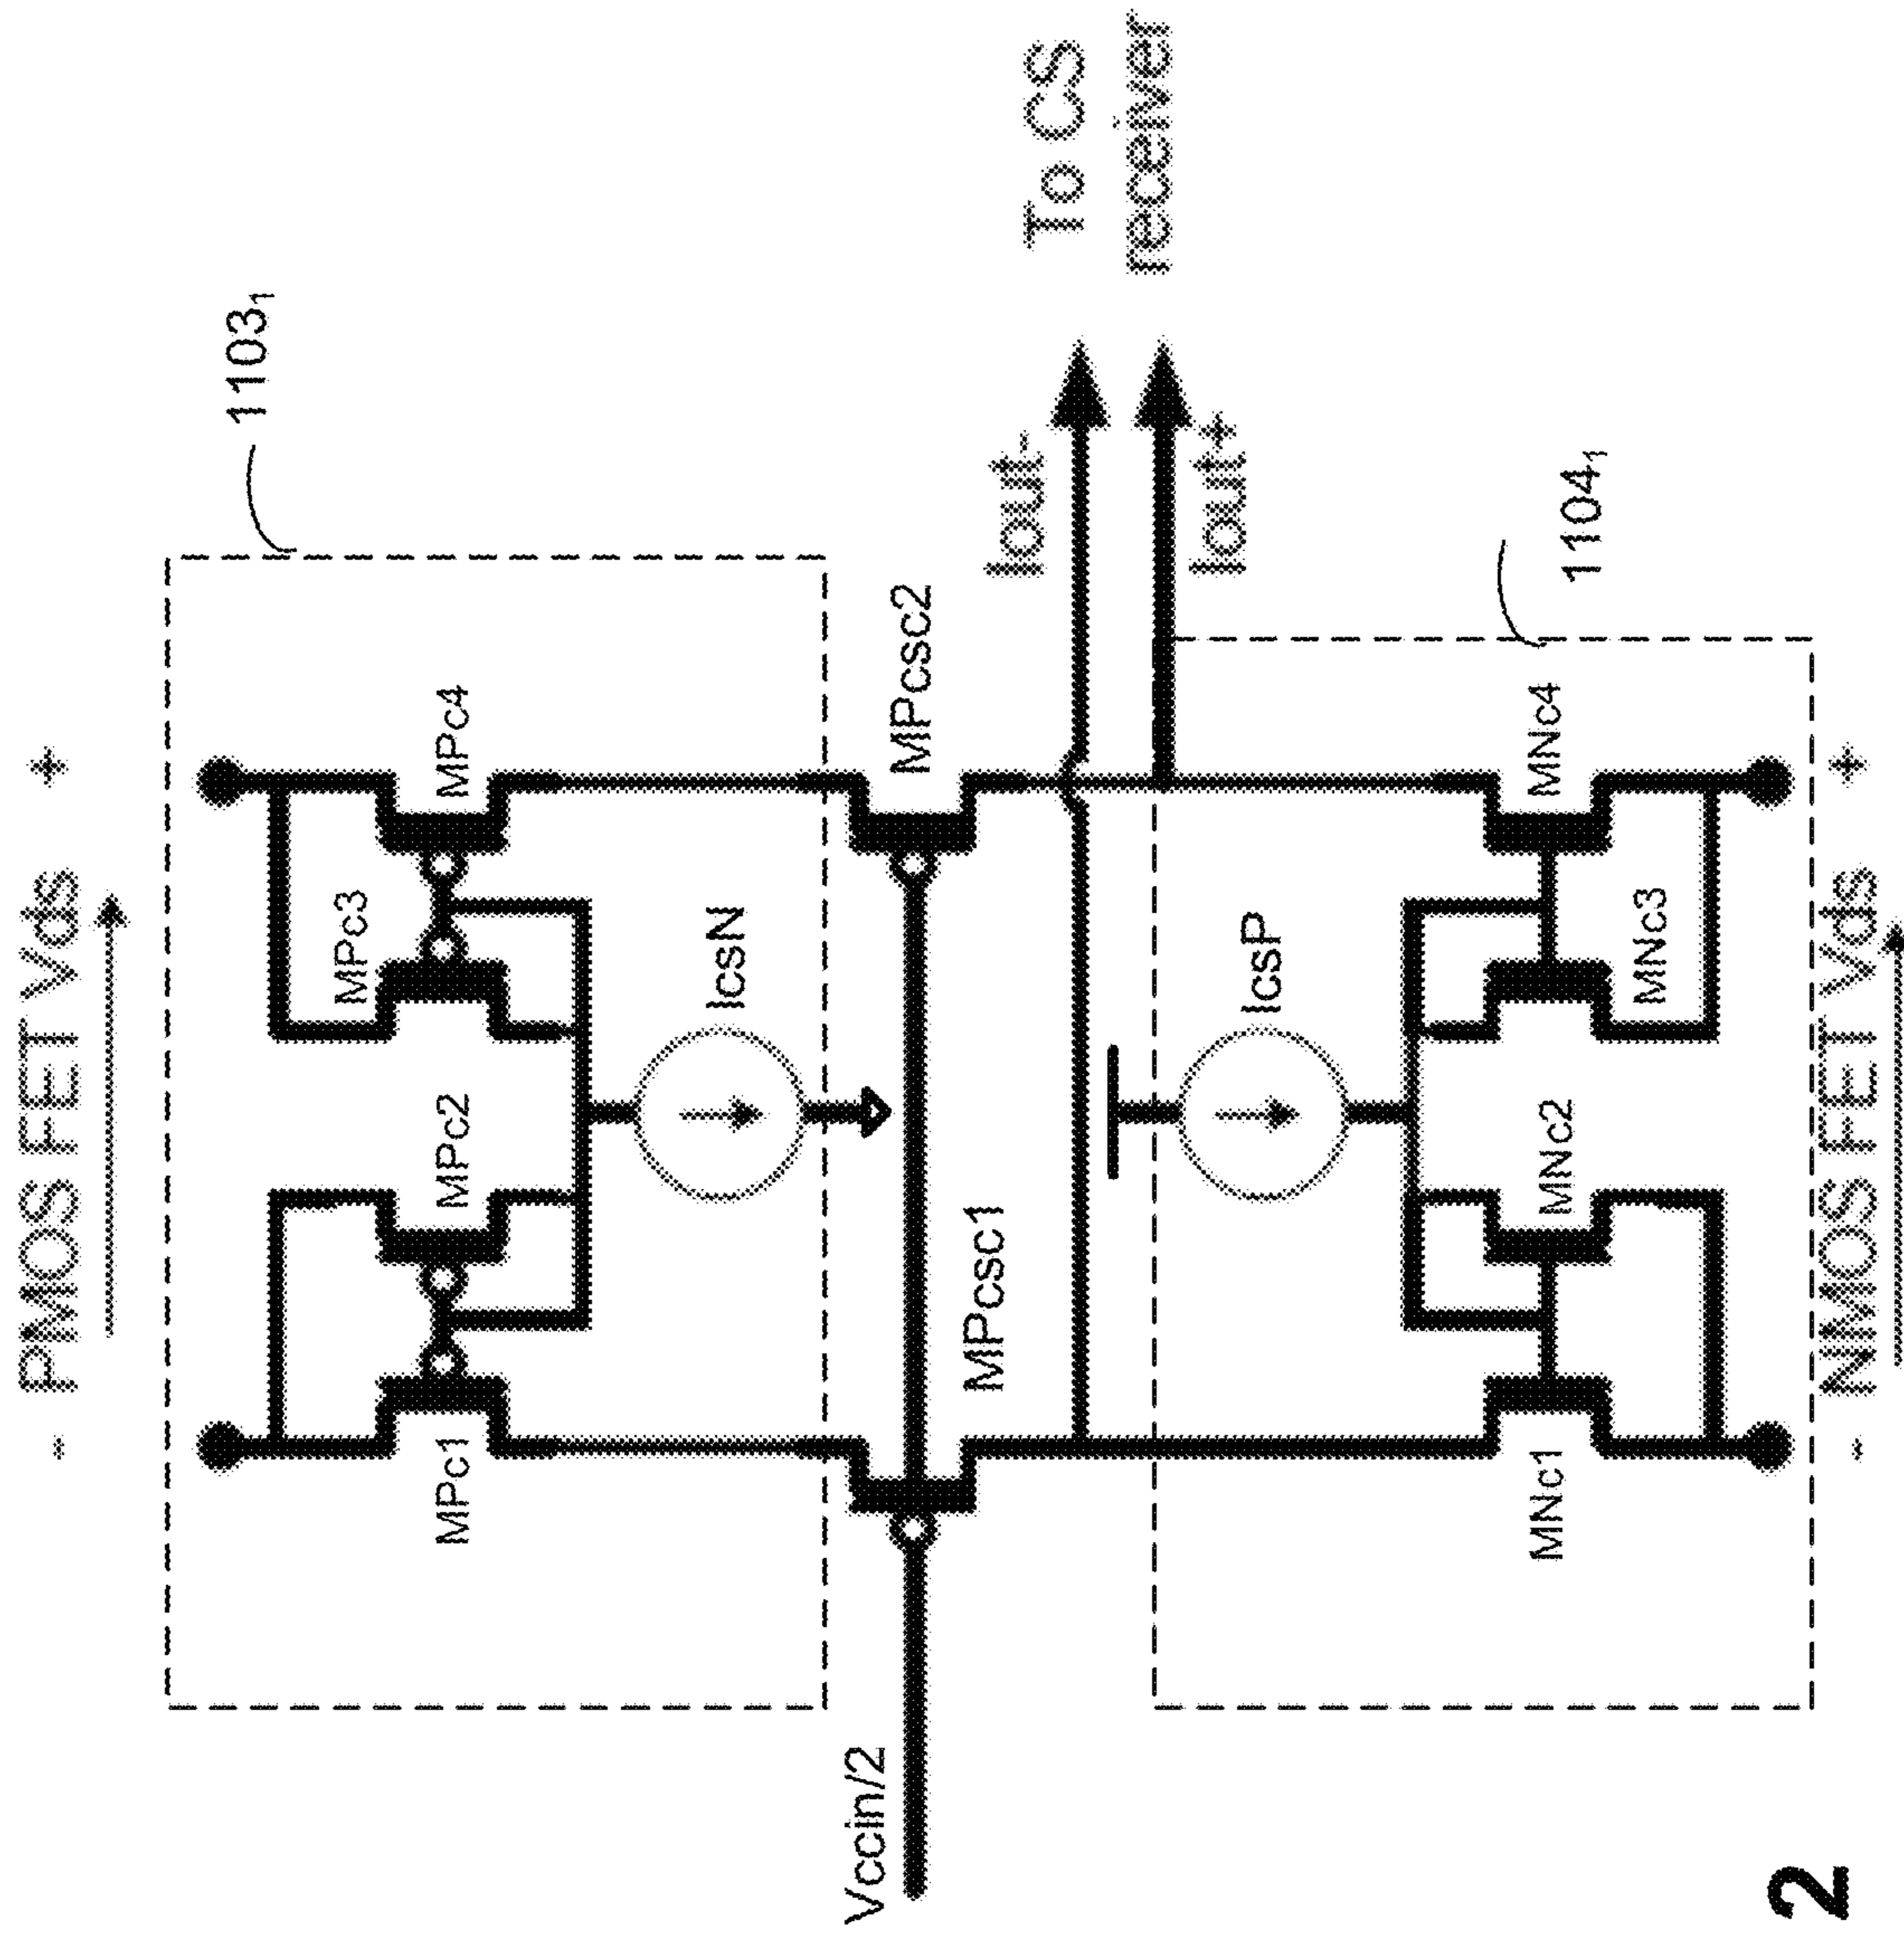 - PMOS FET Vds +
1103₁
MPc1
MPc2
MPc3
MPc4
IcsN
Vccin/2
MPcsc1
MPcsc2
Iout-
Iout+
To CS
receiver
IcsP
1104₁
MNc1
MNc2
MNc3
MNc4
- NMOS FET Vds +
2